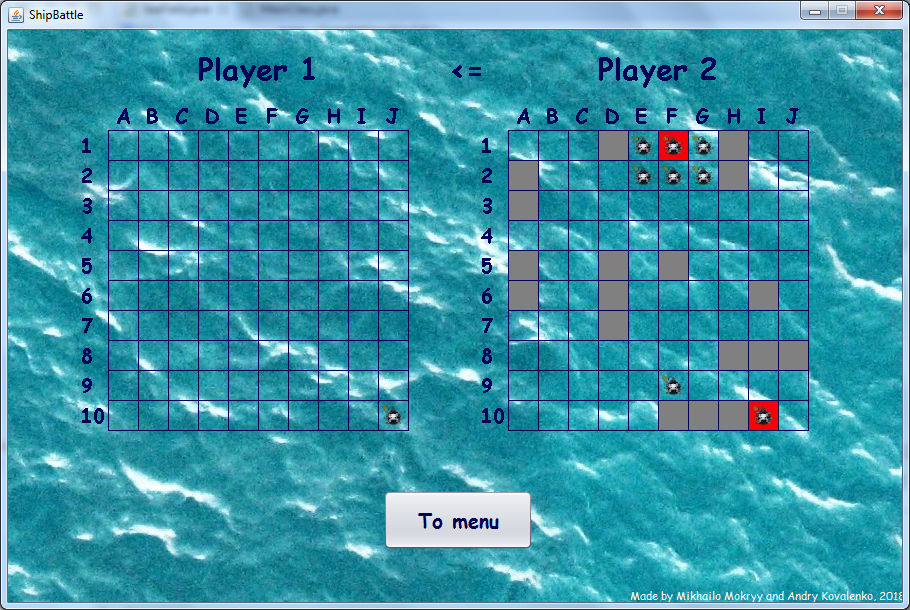 ShipBattle
Player 1 <= Player 2
A B C D E F G H I J A B C D E F G H I J
1 1
2 2
3 3
4 4
5 5
6 6
7 7
8 8
9 9
10 10
To menu
Made by Mikhailo Mokryy and Andry Kovalenko, 2018